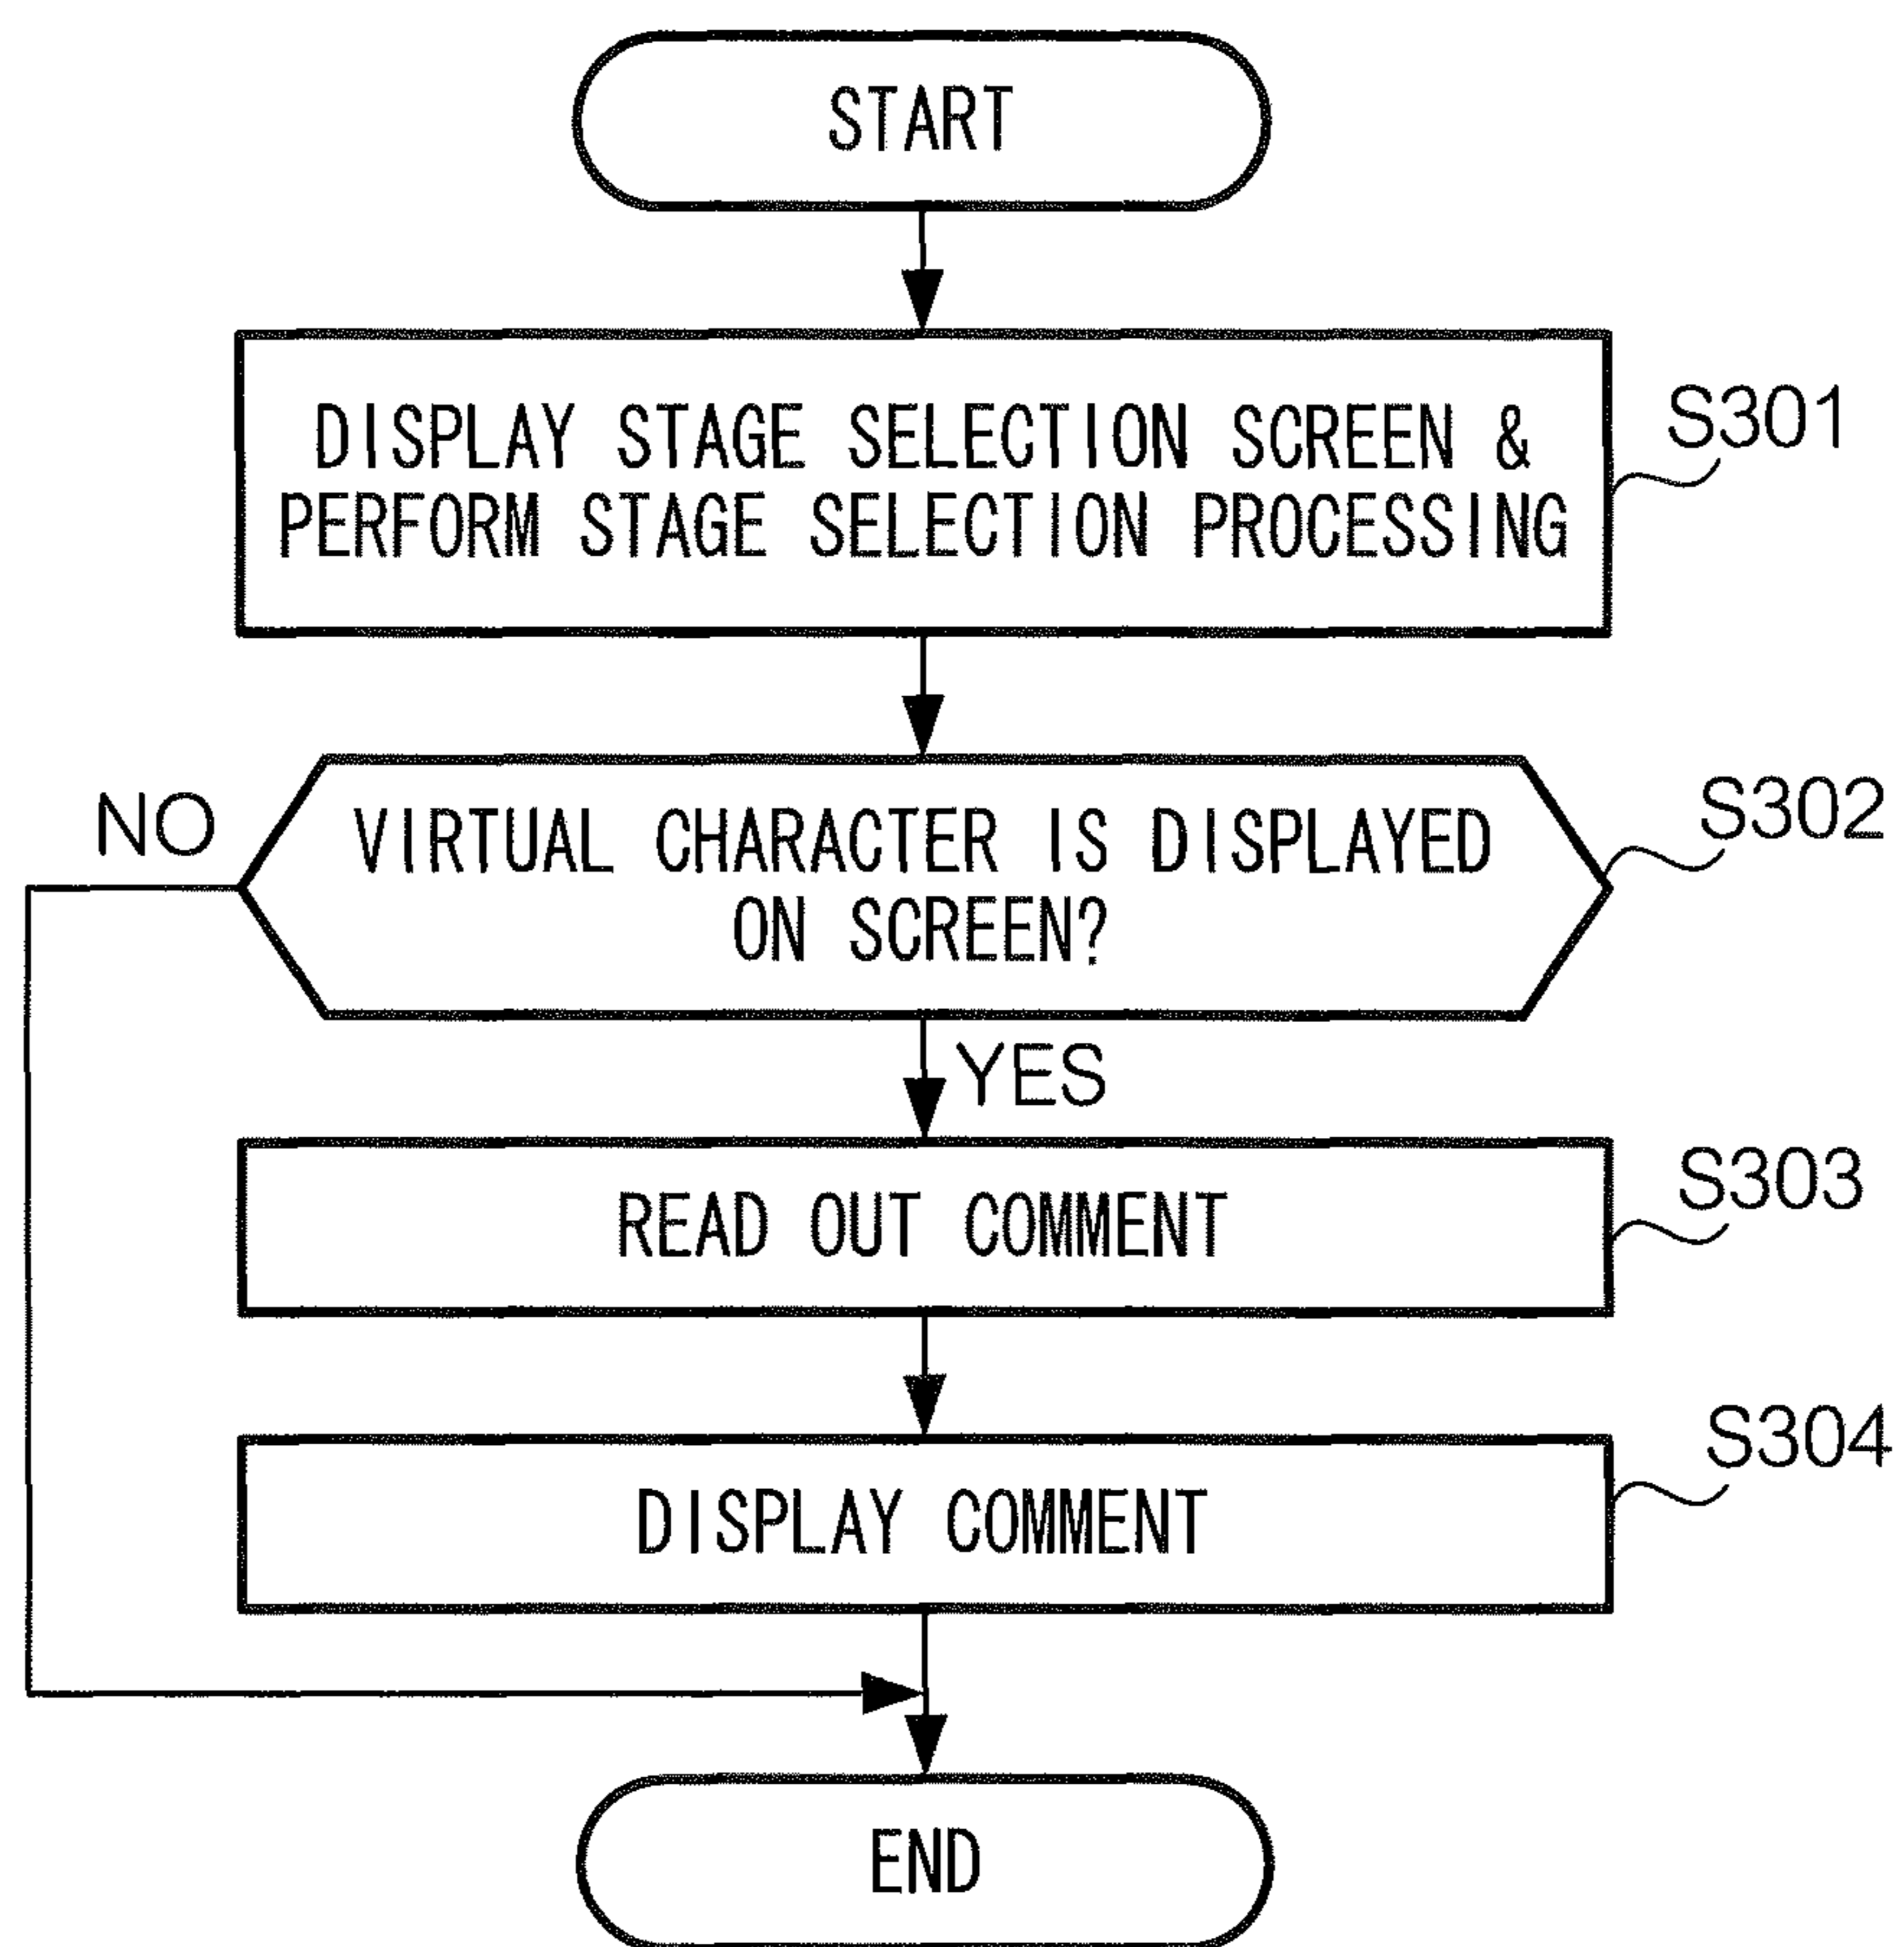 START
DISPLAY STAGE SELECTION SCREEN &
PERFORM STAGE SELECTION PROCESSING
S301
NO
VIRTUAL CHARACTER IS DISPLAYED
ON SCREEN?
S302
YES
READ OUT COMMENT
S303
DISPLAY COMMENT
S304
END